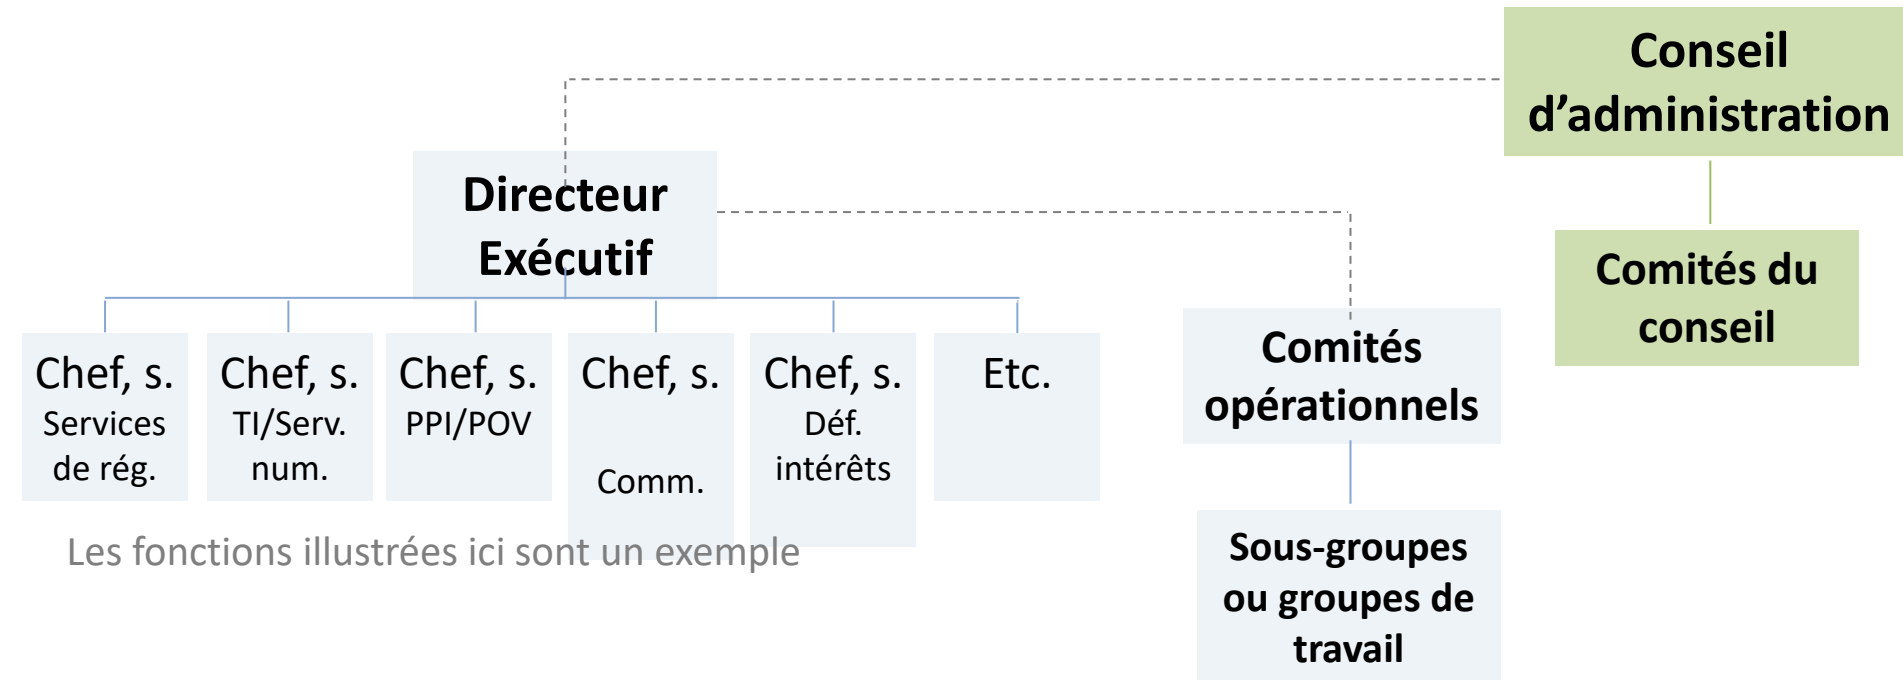 Conseil
d’administration
Directeur
Exécutif
Comités du
conseil
Chef, s.
Services
de rég.
Chef, s.
TI/Serv.
num.
Chef, s.
PPI/POV
Chef, s.
Comm.
Chef, s.
Déf.
intérêts
Etc.
Comités
opérationnels
Les fonctions illustrées ici sont un exemple
Sous-groupes
ou groupes de
travail